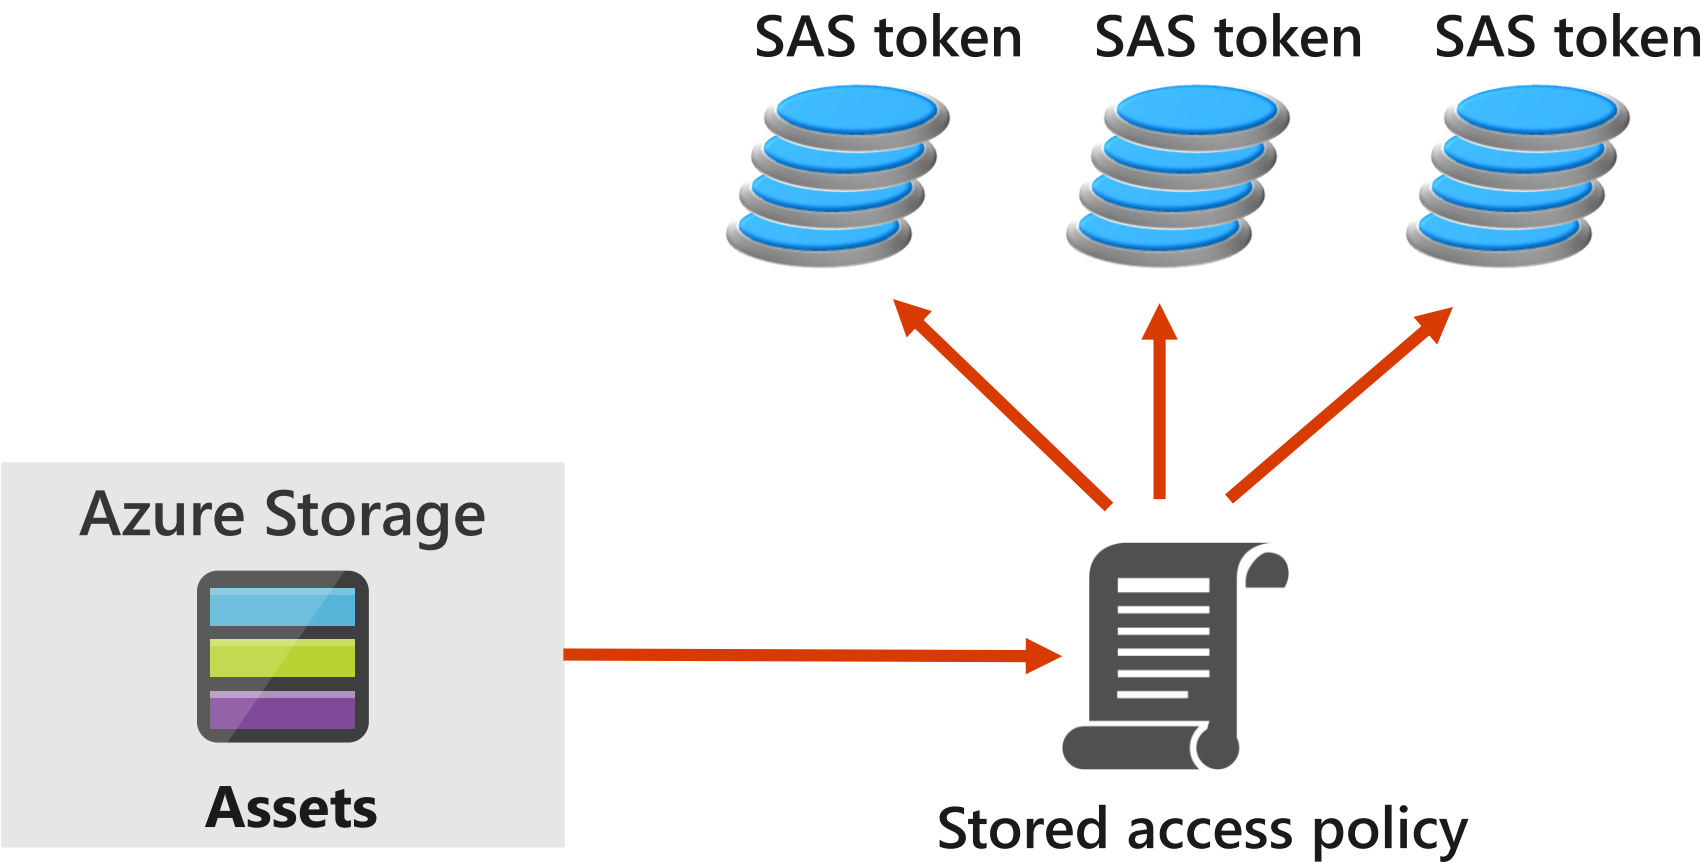 SAS token
SAS token
SAS token
Azure Storage
Assets
Stored access policy